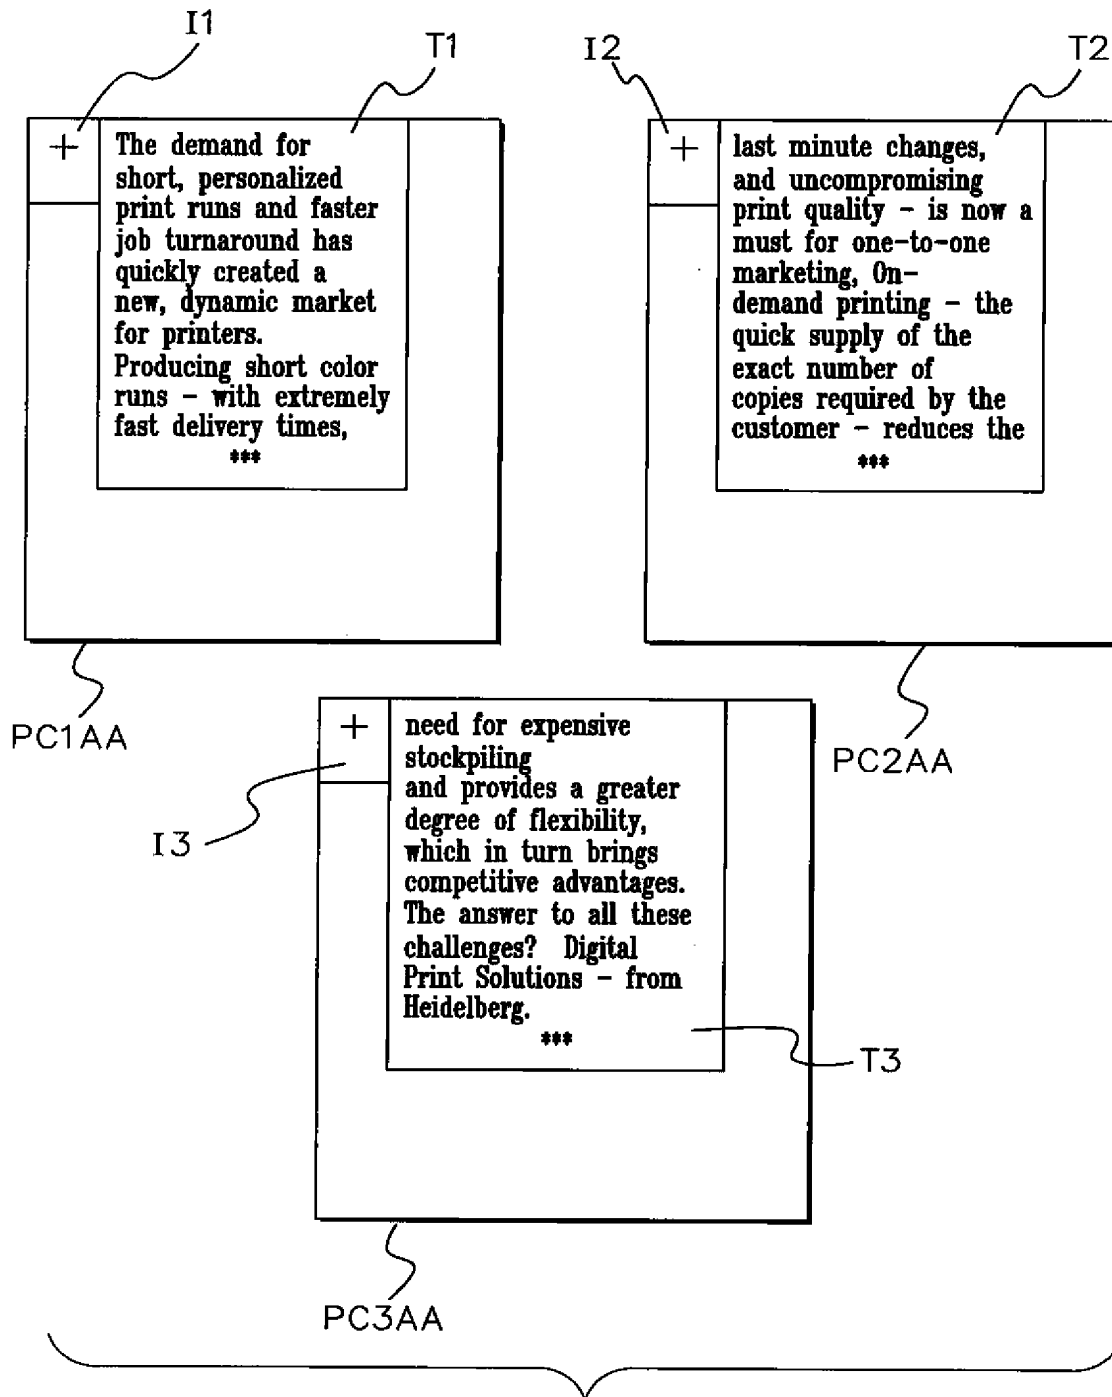 I1
T1
+
The demand for
short, personalized
print runs and faster
job turnaround has
quickly created a
new, dynamic market
for printers.
Producing short color
runs – with extremely
fast delivery times,
***
PC1AA
I2
T2
+
last minute changes,
and uncompromising
print quality – is now a
must for one-to-one
marketing, On-
demand printing – the
quick supply of the
exact number of
copies required by the
customer – reduces the
***
PC2AA
+
I3
need for expensive
stockpiling
and provides a greater
degree of flexibility,
which in turn brings
competitive advantages.
The answer to all these
challenges? Digital
Print Solutions – from
Heidelberg.
***
T3
PC3AA